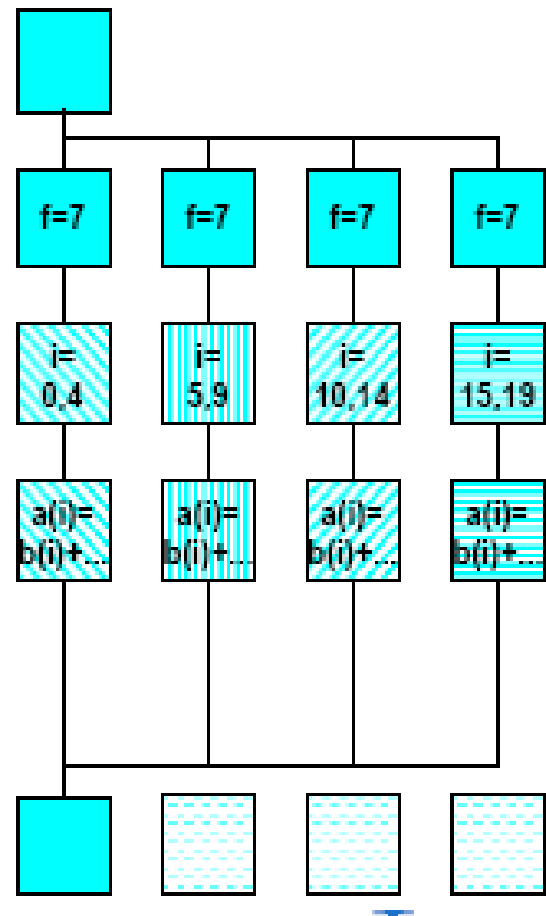 f=7
f=7
f=7
f=7
i=
0,4
i=
5,9
i=
10,14
i=
15,19
a(i)=
b(i)+...
a(i)=
b(i)+...
a(i)=
b(i)+...
a(i)=
b(i)+...